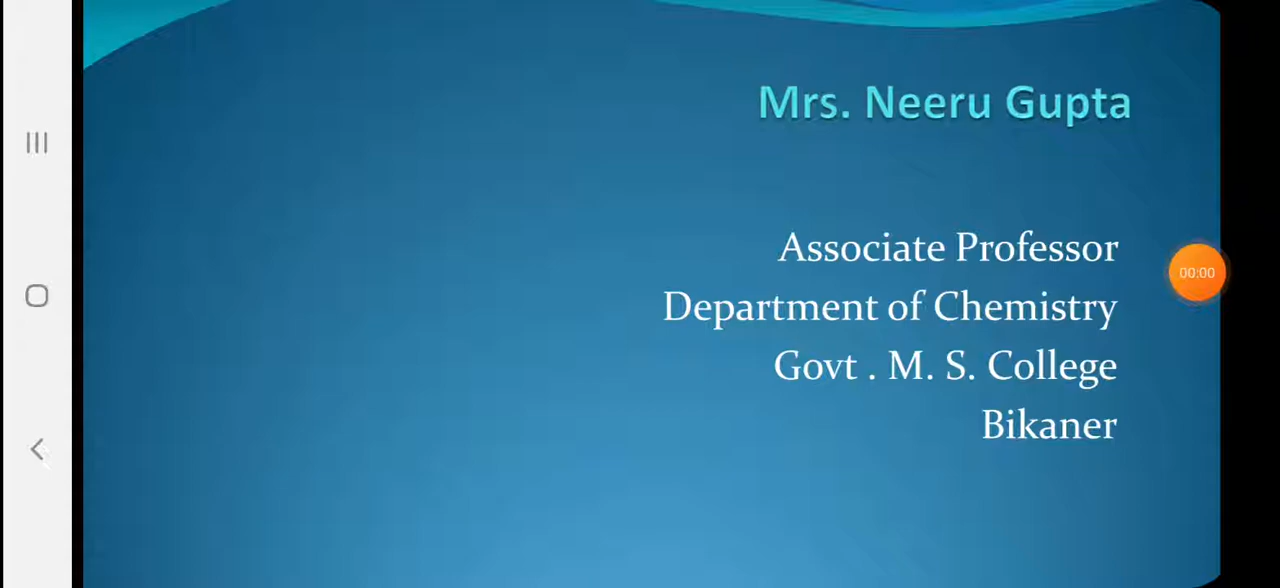 Mrs. Neeru Gupta
Associate Professor
Department of Chemistry
Govt . M. S. College
Bikaner
00:00